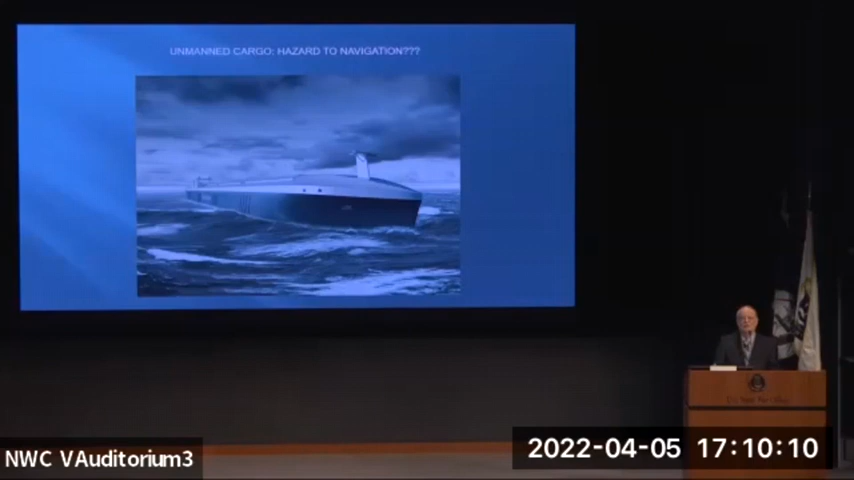 UNMANNED CARGO: HAZARD TO NAVIGATION???
NWC VAuditorium3
2022-04-05 17:10:10